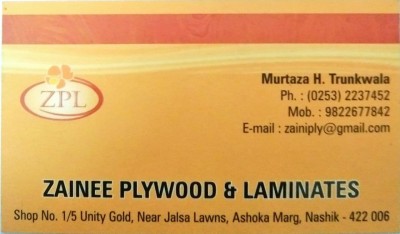 ZPL
Murtaza H. Trunkwala
Ph. : (0253) 2237452
Mob. : 9822677842
E-mail : zainiply@gmail.com
ZAINEE PLYWOOD & LAMINATES
Shop No. 1/5 Unity Gold, Near Jalsa Lawns, Ashoka Marg, Nashik - 422 006